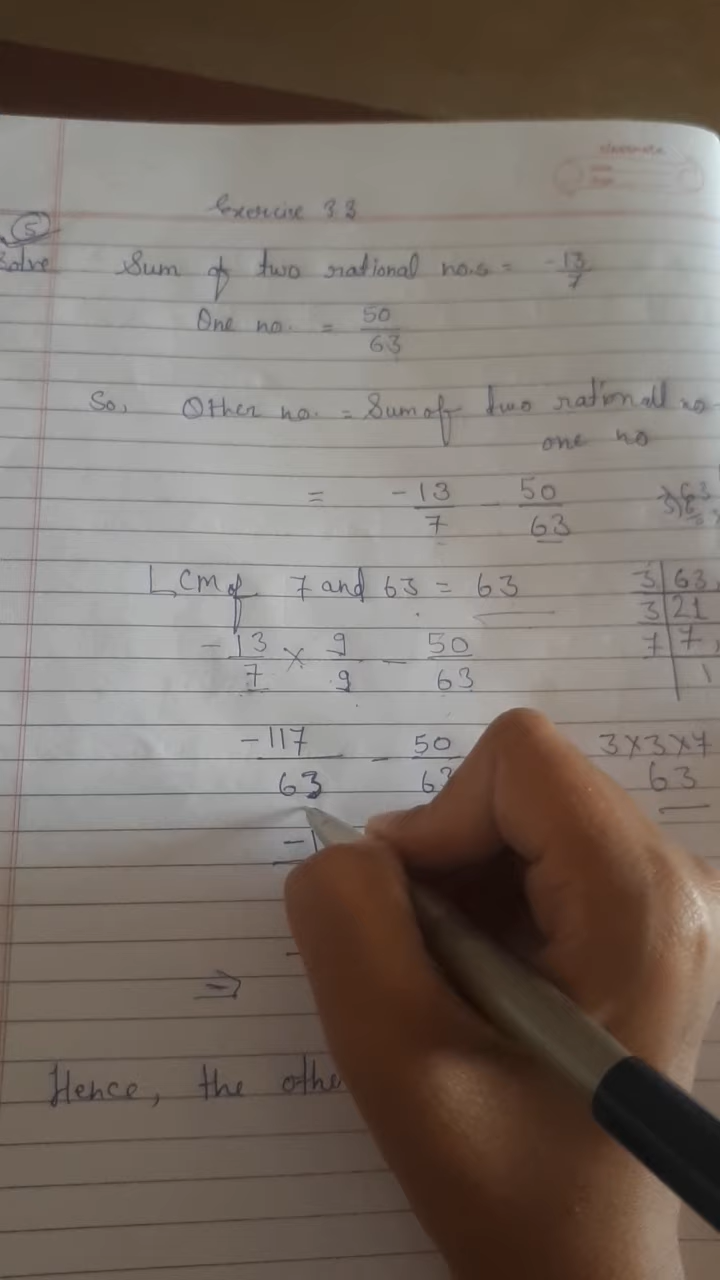 classmate
Exercise 3.3
5
Solve Sum of two rational no.s = -13/7
One no. = 50/63
So, Other no. = Sum of two rational no -
one no
= -13/7 - 50/63
LCM of 7 and 63 = 63
3 | 63
3 | 21
7 | 7
1
-13/7 × 9/9 - 50/63
-117/63 - 50/63
3×3×7
63
⇒
Hence, the othe